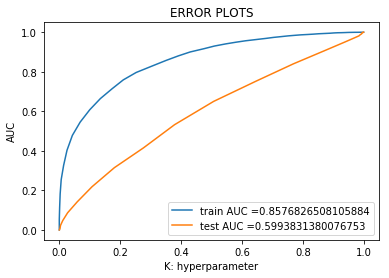 ERROR PLOTS
1.0
0.8
0.6
0.4
0.2
0.0
AUC
train AUC =0.8576826508105884
test AUC =0.5993831380076753
0.0 0.2 0.4 0.6 0.8 1.0
K: hyperparameter